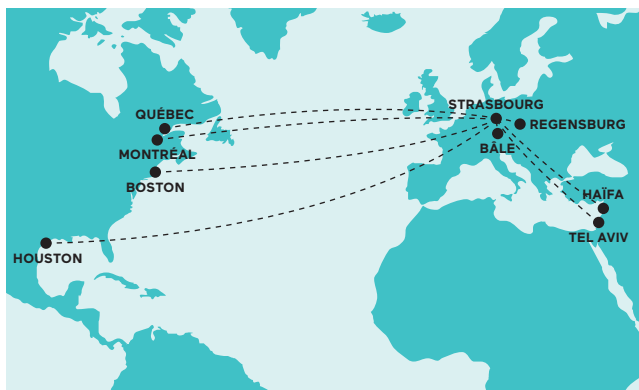 STRASBOURG
QUÉBEC
REGENSBURG
BÂLE
MONTRÉAL
BOSTON
HAÏFA
TEL AVIV
HOUSTON